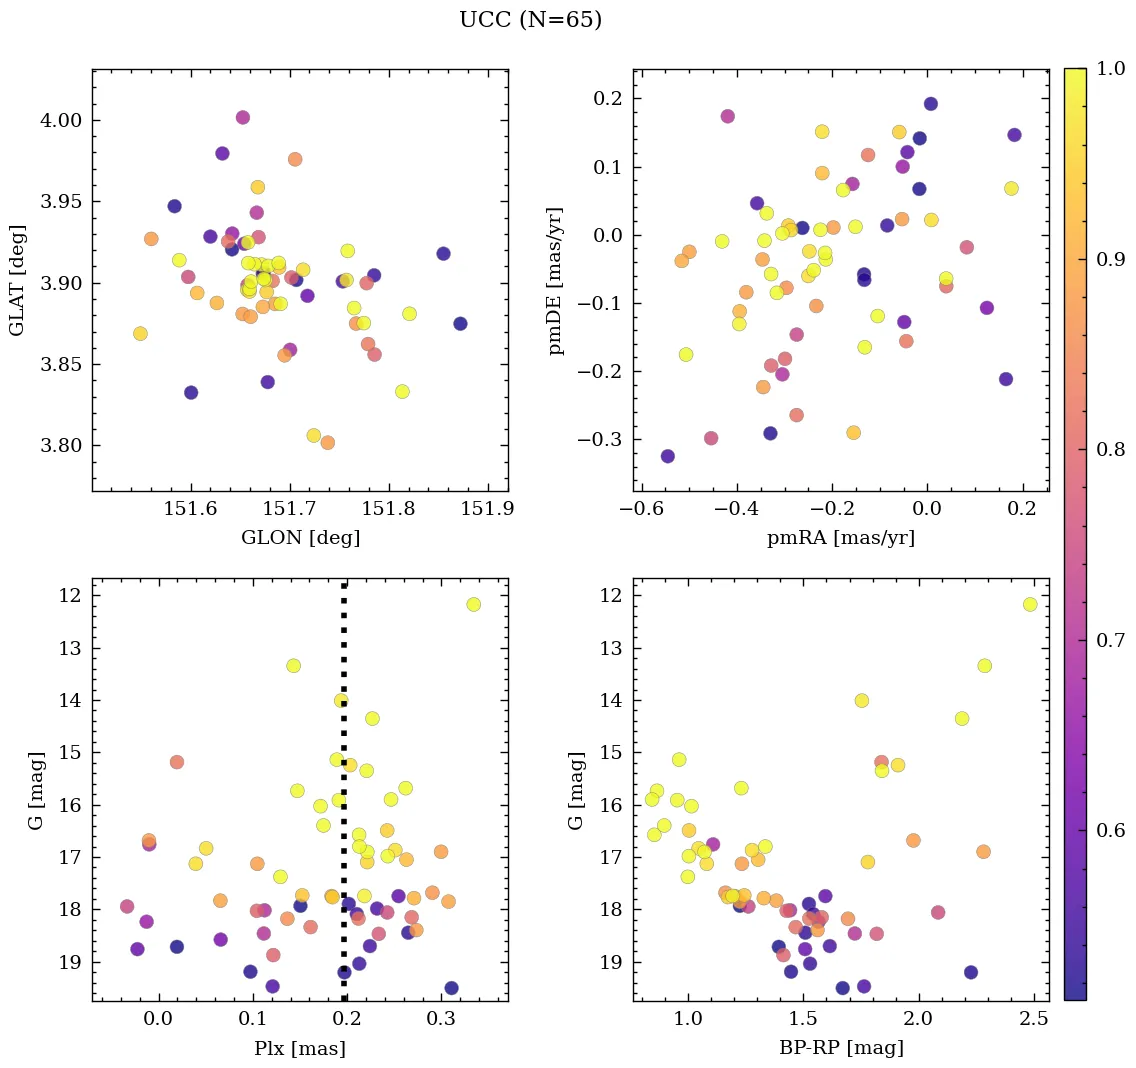 UCC (N=65)
4.00
3.95
3.90
3.85
3.80
GLAT [deg]
151.6 151.7 151.8 151.9
GLON [deg]
0.2
0.1
0.0
−0.1
−0.2
−0.3
pmDE [mas/yr]
−0.6 −0.4 −0.2 0.0 0.2
pmRA [mas/yr]
1.0
0.9
0.8
0.7
0.6
12
13
14
15
16
17
18
19
G [mag]
0.0 0.1 0.2 0.3
Plx [mas]
12
13
14
15
16
17
18
19
G [mag]
1.0 1.5 2.0 2.5
BP-RP [mag]